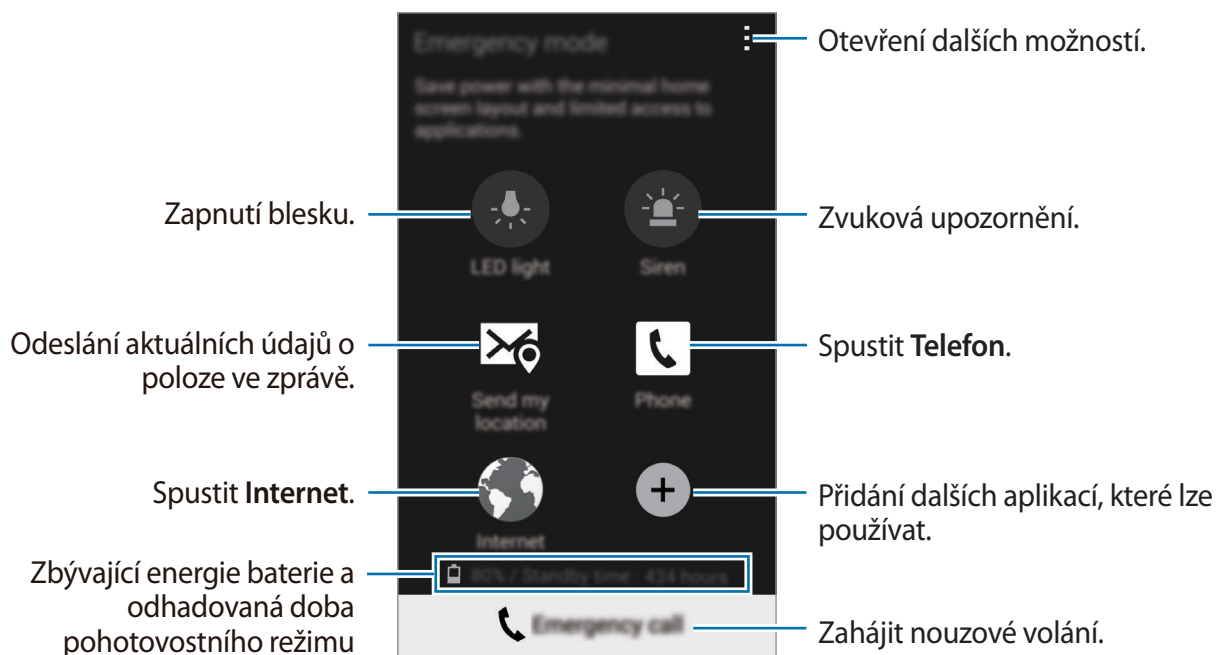 Emergency mode
Otevření dalších možností.
Save power with the minimal home
screen layout and limited access to
applications.
Zapnutí blesku.
Zvuková upozornění.
LED light
Siren
Odeslání aktuálních údajů o
poloze ve zprávě.
Spustit Telefon.
Send my
location
Phone
Spustit Internet.
Přidání dalších aplikací, které lze
používat.
Internet
Zbývající energie baterie a
odhadovaná doba
pohotovostního režimu
80% / Standby time : 434 hours
Emergency call
Zahájit nouzové volání.